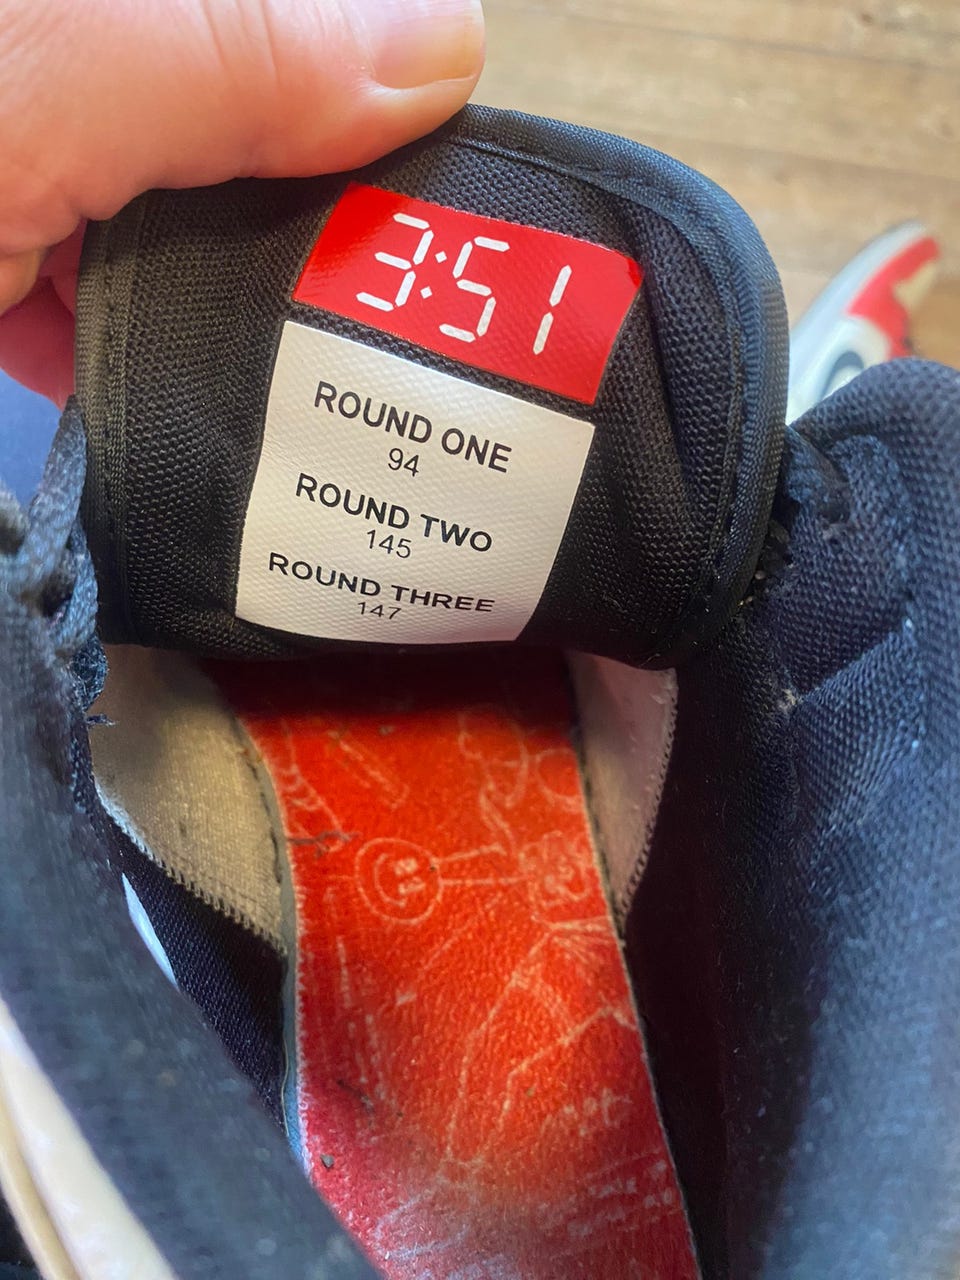 3:51
ROUND ONE
94
ROUND TWO
145
ROUND THREE
147